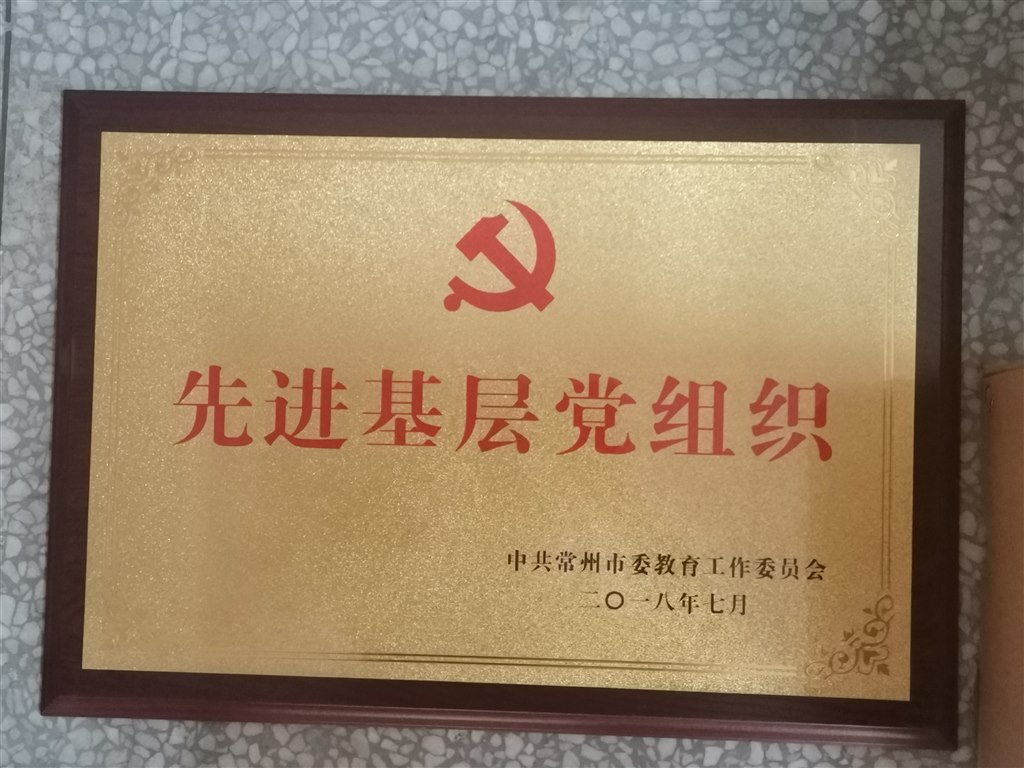 先进基层党组织
中共常州市委教育工作委员会
二〇一八年七月